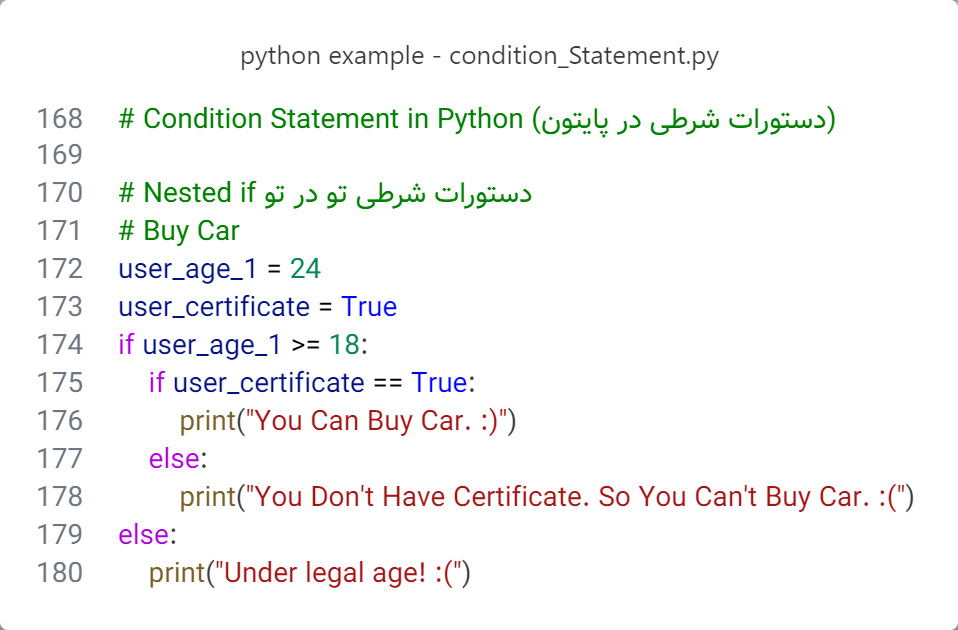 python example - condition_Statement.py
168 # Condition Statement in Python (دستورات شرطی در پایتون)
169
170 # Nested if دستورات شرطی تو در تو
171 # Buy Car
172 user_age_1 = 24
173 user_certificate = True
174 if user_age_1 >= 18:
175     if user_certificate == True:
176         print("You Can Buy Car. :)")
177     else:
178         print("You Don't Have Certificate. So You Can't Buy Car. :(")
179 else:
180     print("Under legal age! :(")